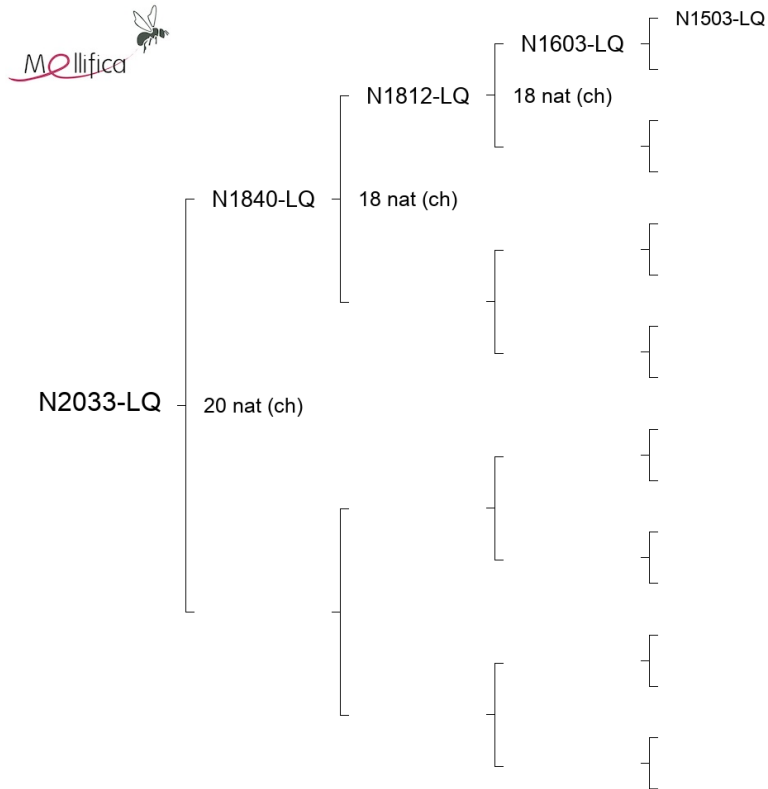 Mellifica
N1503-LQ
N1603-LQ
N1812-LQ
18 nat (ch)
N1840-LQ
18 nat (ch)
N2033-LQ
20 nat (ch)